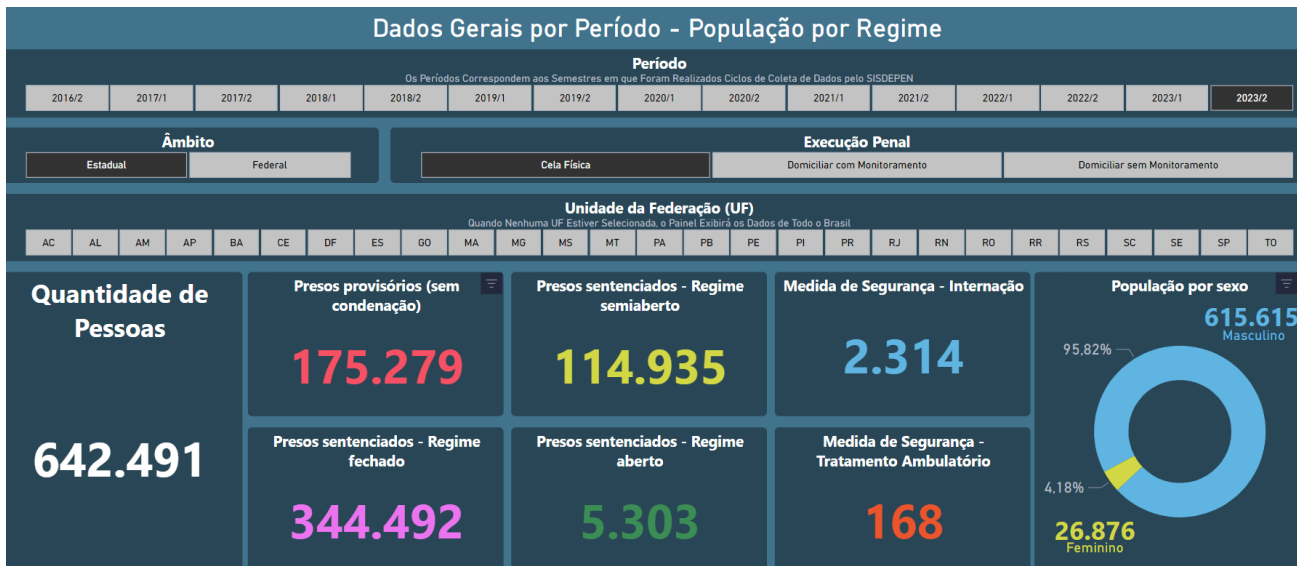 Dados Gerais por Período - População por Regime
Período
Os Períodos Correspondem aos Semestres em que Foram Realizados Ciclos de Coleta de Dados pelo SISDEPEN
2016/2 2017/1 2017/2 2018/1 2018/2 2019/1 2019/2 2020/1 2020/2 2021/1 2021/2 2022/1 2022/2 2023/1 2023/2
Âmbito
Estadual Federal
Execução Penal
Cela Física Domiciliar com Monitoramento Domiciliar sem Monitoramento
Unidade da Federação (UF)
Quando Nenhuma UF Estiver Selecionada, o Painel Exibirá os Dados de Todo o Brasil
AC AL AM AP BA CE DF ES GO MA MG MS MT PA PB PE PI PR RJ RN RO RR RS SC SE SP TO
Quantidade de
Pessoas
642.491
Presos provisórios (sem
condenação)
175.279
Presos sentenciados - Regime
semiaberto
114.935
Medida de Segurança - Internação
2.314
Presos sentenciados - Regime
fechado
344.492
Presos sentenciados - Regime
aberto
5.303
Medida de Segurança -
Tratamento Ambulatório
168
População por sexo
615.615
Masculino
95,82%
4,18%
26.876
Feminino